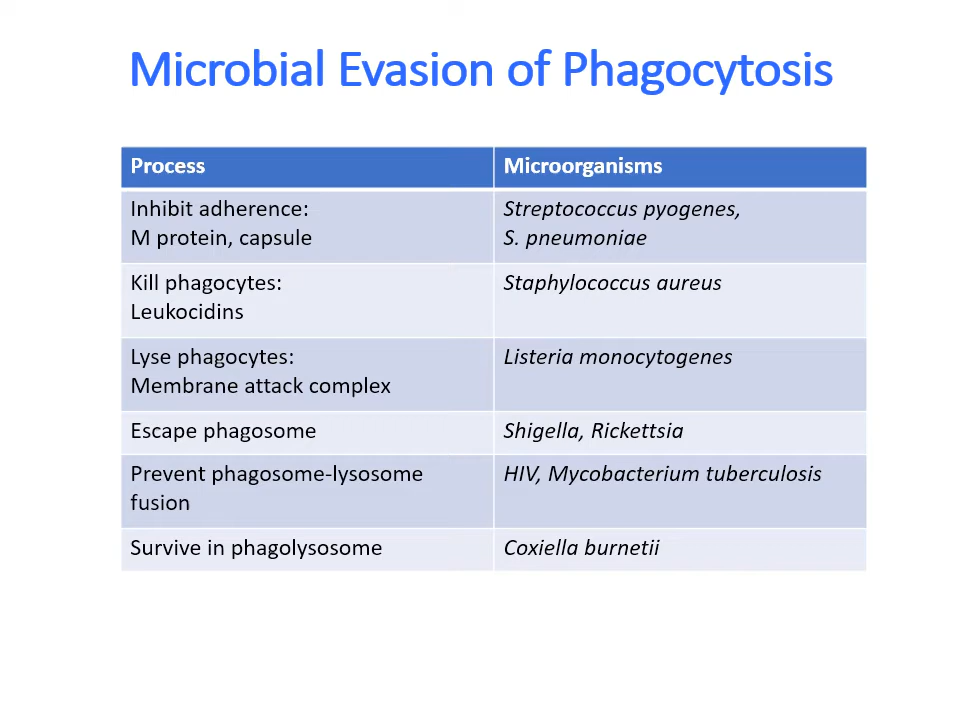 Microbial Evasion of Phagocytosis
Process
Microorganisms
Inhibit adherence:
M protein, capsule
Streptococcus pyogenes,
S. pneumoniae
Kill phagocytes:
Leukocidins
Staphylococcus aureus
Lyse phagocytes:
Membrane attack complex
Listeria monocytogenes
Escape phagosome
Shigella, Rickettsia
Prevent phagosome-lysosome
fusion
HIV, Mycobacterium tuberculosis
Survive in phagolysosome
Coxiella burnetii